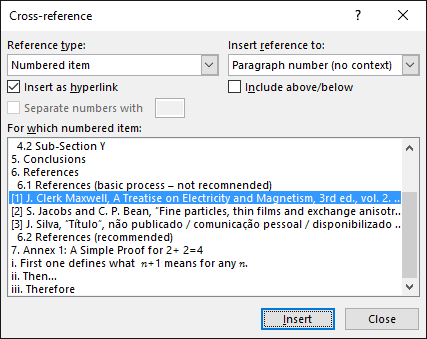 Cross-reference
?
Reference type:
Insert reference to:
Numbered item
Paragraph number (no context)
Insert as hyperlink
Include above/below
Separate numbers with
For which numbered item:
4.2 Sub-Section Y
5. Conclusions
6. References
6.1 References (basic process – not recomnended)
[1] J. Clerk Maxwell, A Treatise on Electricity and Magnetism, 3rd ed., vol. 2. ...
[2] S. Jacobs and C. P. Bean, “Fine particles, thin films and exchange anisotr...
[3] J. Silva, “Título”, não publicado / comunicação pessoal / disponibilizado ...
6.2 References (recommended)
7. Annex 1: A Simple Proof for 2+ 2=4
i. First one defines what 𝑛+1 means for any 𝑛.
ii. Then...
iii. Therefore
Insert
Close